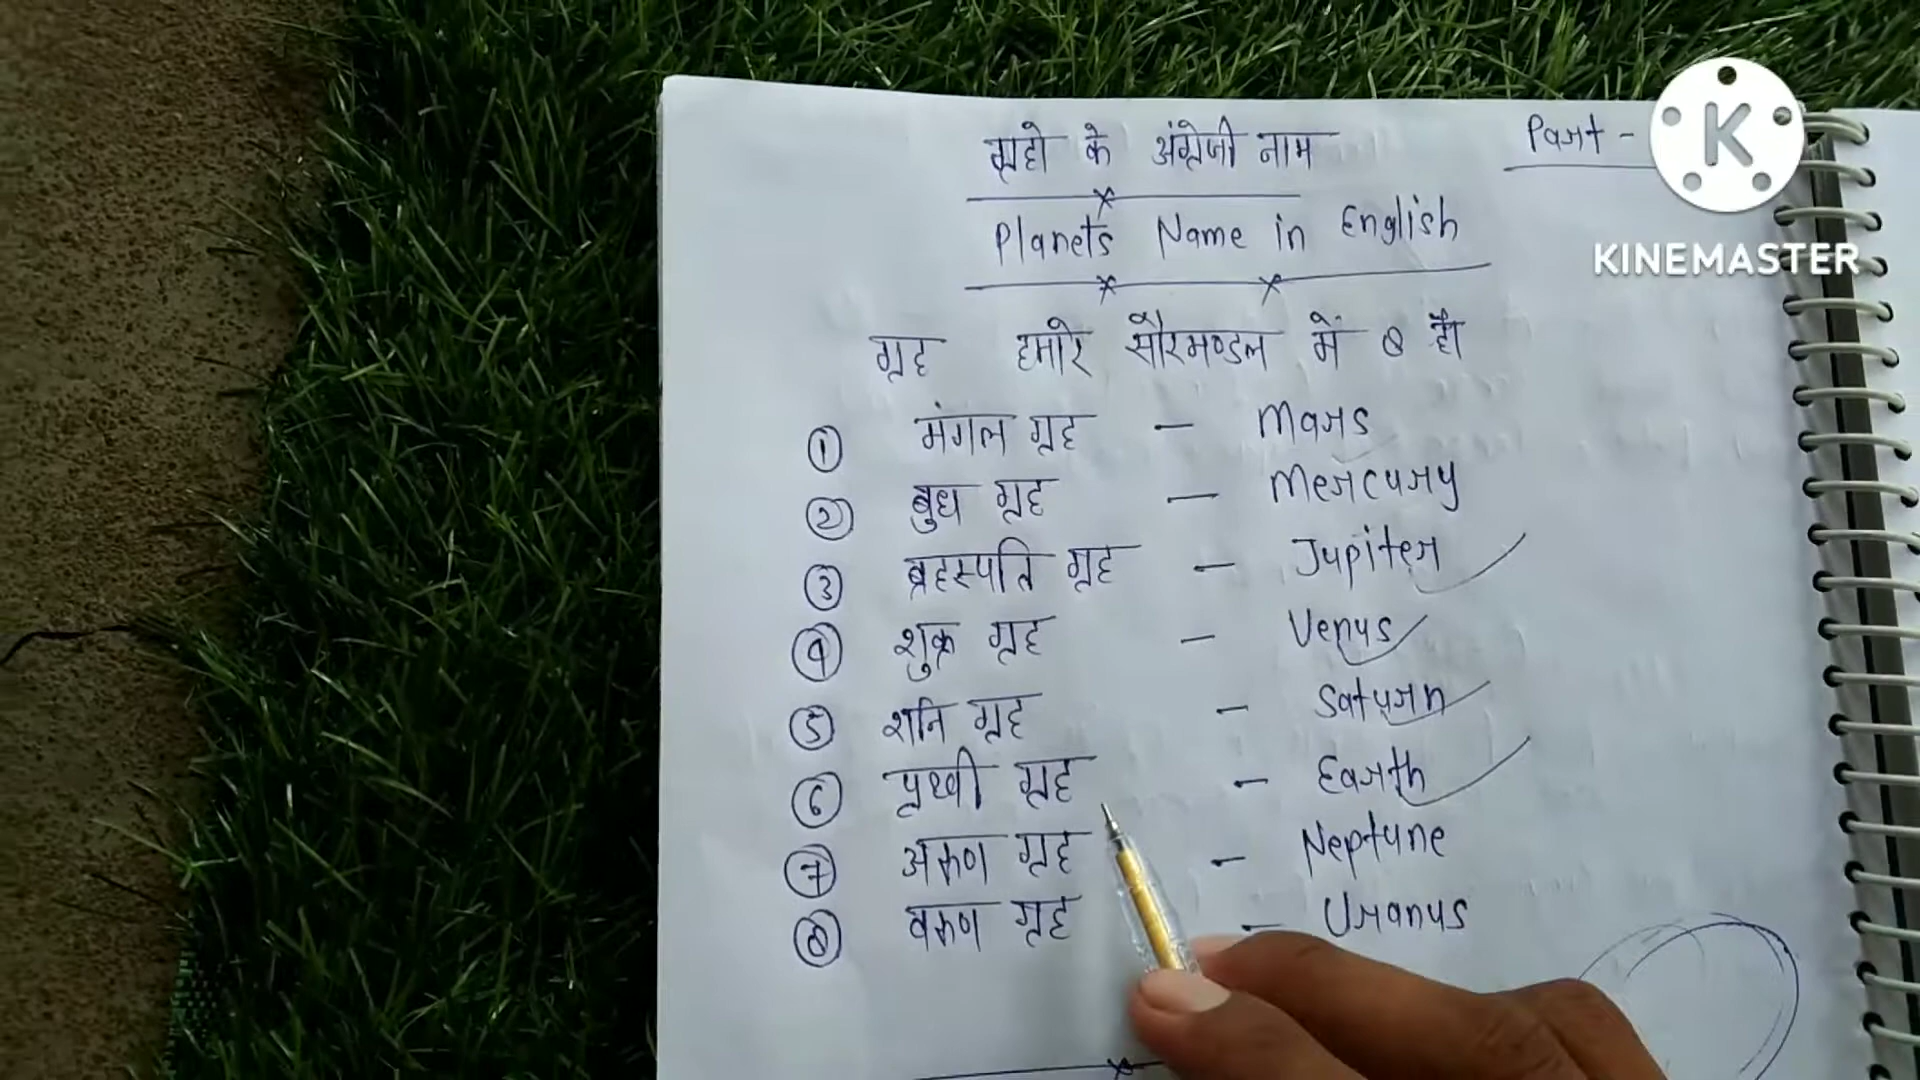 ग्रहो के अंग्रेजी नाम
Part -
K
KINEMASTER
Planets Name in English
ग्रह हमारे सौरमण्डल में 8 है।
1 मंगल ग्रह - Mars
2 बुध ग्रह - Mercury
3 ब्रहस्पति ग्रह - Jupiter
4 शुक्र ग्रह - Venus
5 शनि ग्रह - Saturn
6 पृथ्वी ग्रह - Earth
7 अरुण ग्रह - Neptune
8 वरुण ग्रह - Uranus